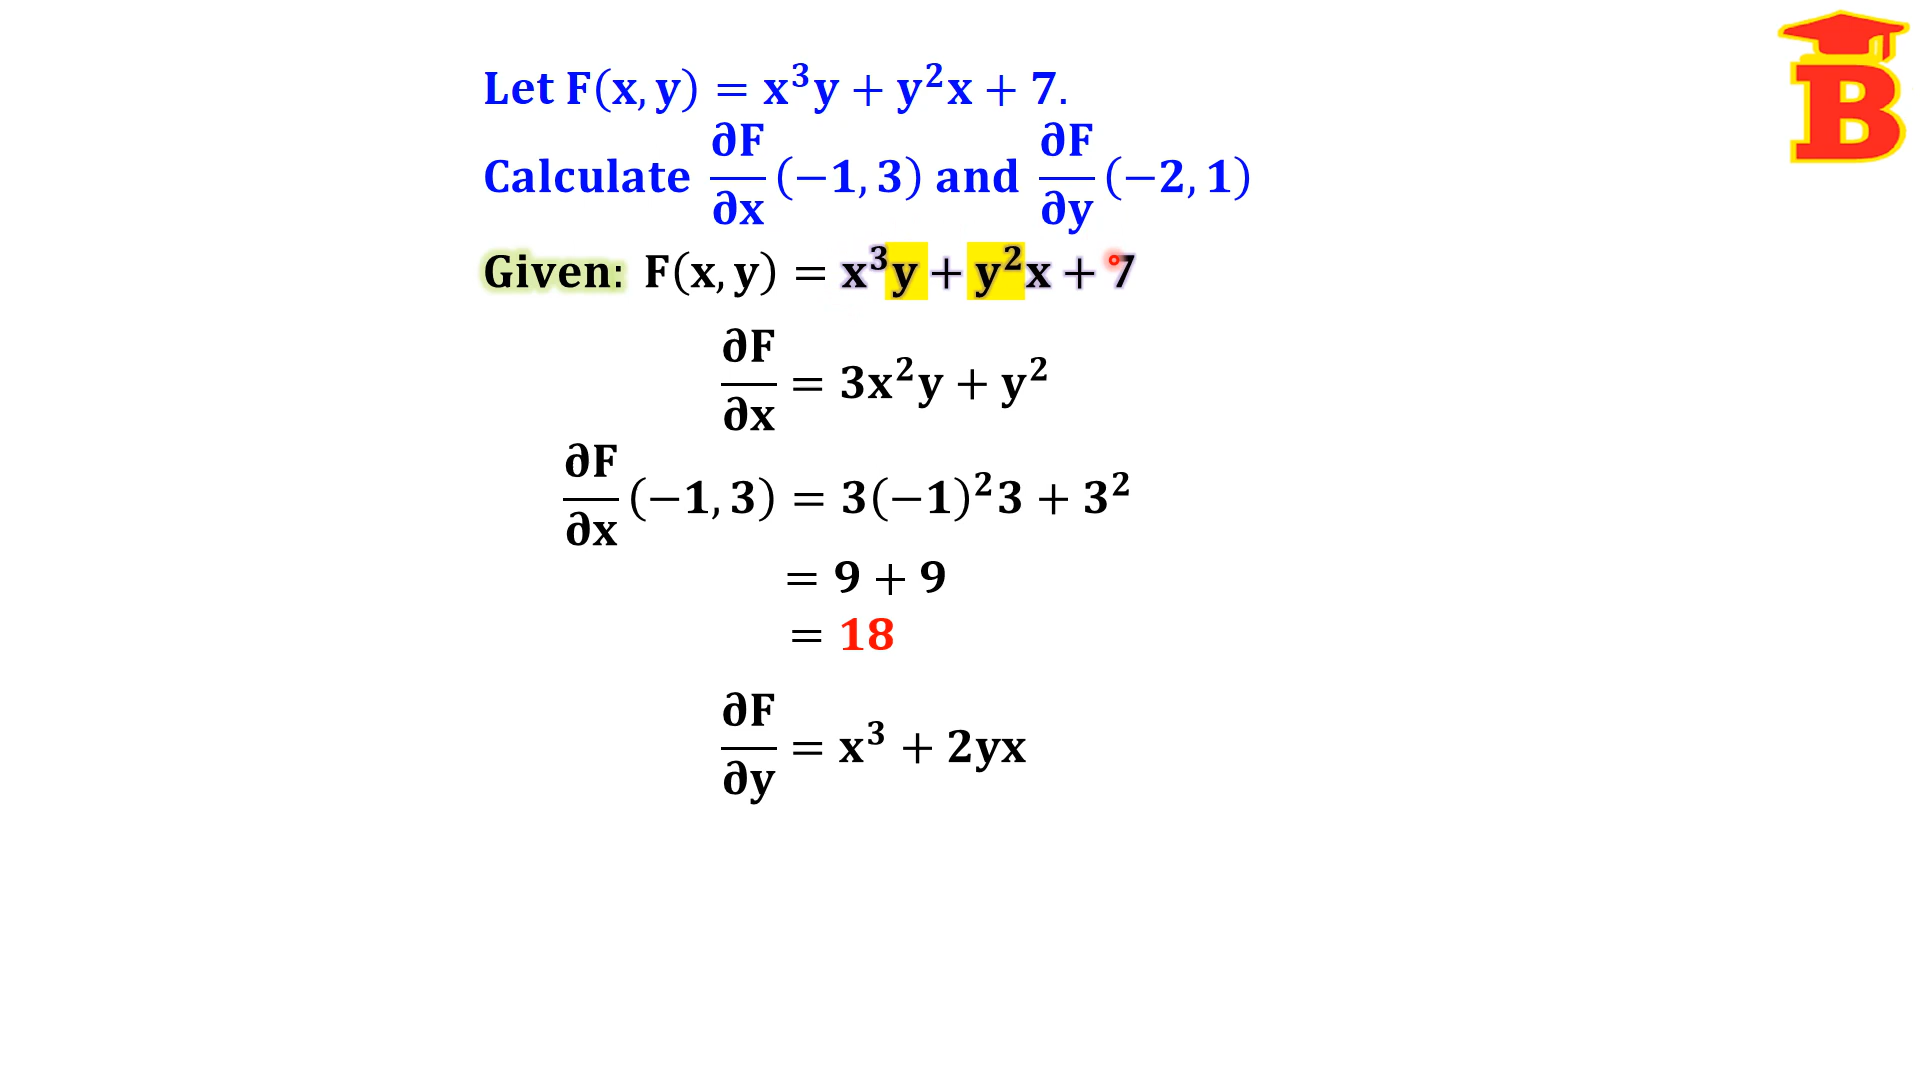 Let F(x, y) = x³y + y²x + 7.
Calculate ∂F/∂x (−1, 3) and ∂F/∂y (−2, 1)
Given: F(x, y) = x³y + y²x + 7
∂F/∂x = 3x²y + y²
∂F/∂x (−1, 3) = 3(−1)²3 + 3²
= 9 + 9
= 18
∂F/∂y = x³ + 2yx
B